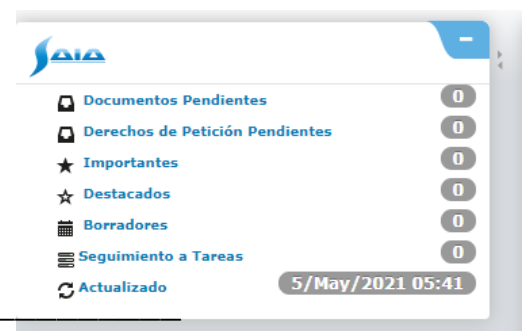 SAIA
Documentos Pendientes 0
Derechos de Petición Pendientes 0
Importantes 0
Destacados 0
Borradores 0
Seguimiento a Tareas 0
Actualizado 5/May/2021 05:41